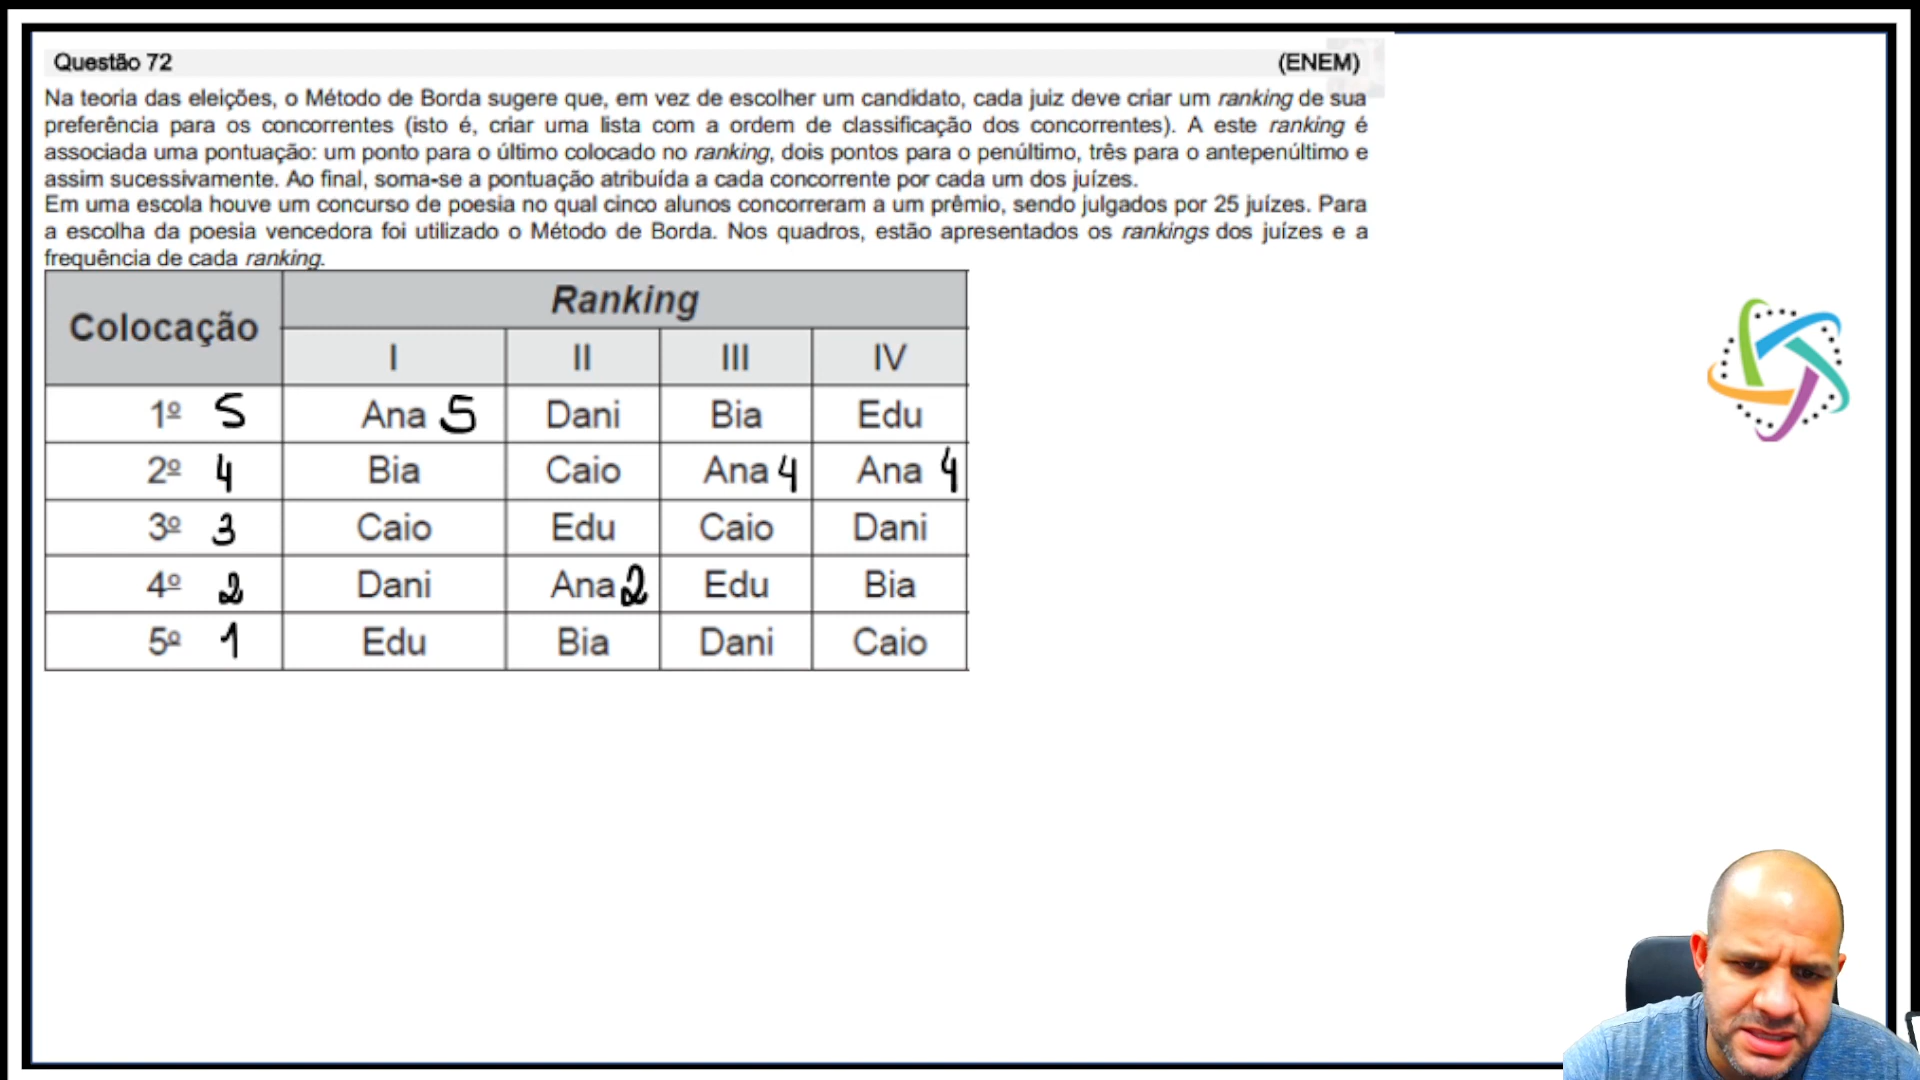 Questão 72 (ENEM)
Na teoria das eleições, o Método de Borda sugere que, em vez de escolher um candidato, cada juiz deve criar um ranking de sua
preferência para os concorrentes (isto é, criar uma lista com a ordem de classificação dos concorrentes). A este ranking é
associada uma pontuação: um ponto para o último colocado no ranking, dois pontos para o penúltimo, três para o antepenúltimo e
assim sucessivamente. Ao final, soma-se a pontuação atribuída a cada concorrente por cada um dos juízes.
Em uma escola houve um concurso de poesia no qual cinco alunos concorreram a um prêmio, sendo julgados por 25 juízes. Para
a escolha da poesia vencedora foi utilizado o Método de Borda. Nos quadros, estão apresentados os rankings dos juízes e a
frequência de cada ranking.
Colocação Ranking
I II III IV
1º 5 Ana 5 Dani Bia Edu
2º 4 Bia Caio Ana 4 Ana 4
3º 3 Caio Edu Caio Dani
4º 2 Dani Ana 2 Edu Bia
5º 1 Edu Bia Dani Caio